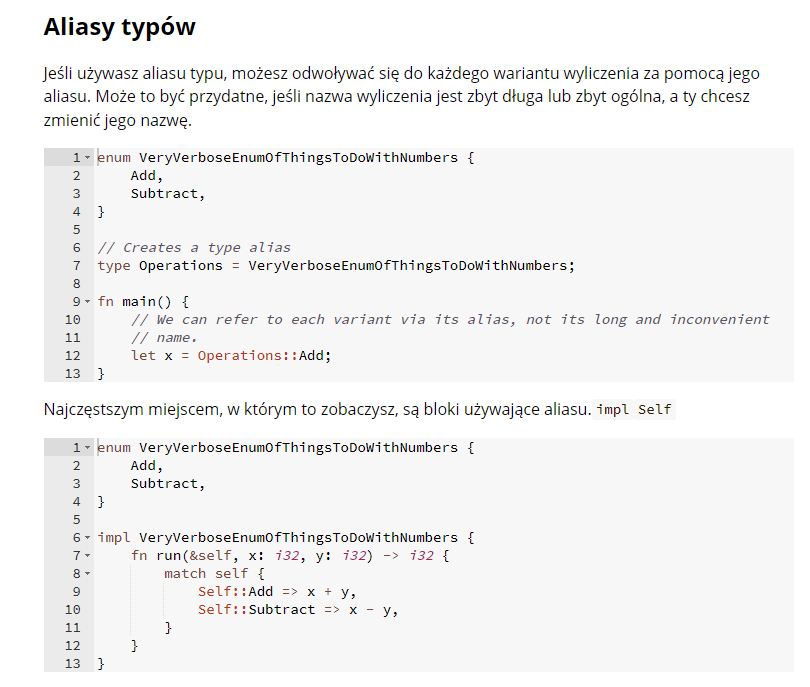 Aliasy typów
Jeśli używasz aliasu typu, możesz odwoływać się do każdego wariantu wyliczenia za pomocą jego
aliasu. Może to być przydatne, jeśli nazwa wyliczenia jest zbyt długa lub zbyt ogólna, a ty chcesz
zmienić jego nazwę.
1 enum VeryVerboseEnumOfThingsToDoWithNumbers {
2     Add,
3     Subtract,
4 }
5
6 // Creates a type alias
7 type Operations = VeryVerboseEnumOfThingsToDoWithNumbers;
8
9 fn main() {
10     // We can refer to each variant via its alias, not its long and inconvenient
11     // name.
12     let x = Operations::Add;
13 }
Najczęstszym miejscem, w którym to zobaczysz, są bloki używające aliasu. impl Self
1 enum VeryVerboseEnumOfThingsToDoWithNumbers {
2     Add,
3     Subtract,
4 }
5
6 impl VeryVerboseEnumOfThingsToDoWithNumbers {
7     fn run(&self, x: i32, y: i32) -> i32 {
8         match self {
9             Self::Add => x + y,
10             Self::Subtract => x - y,
11         }
12     }
13 }